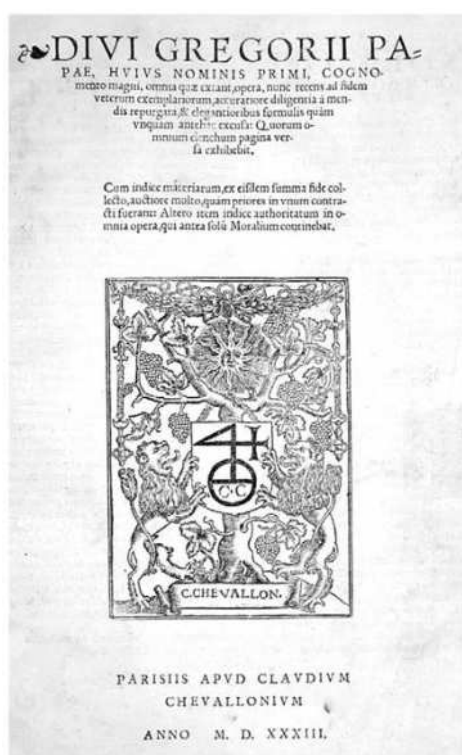 DIVI GREGORII PA=
PAE, HVIVS NOMINIS PRIMI, COGNO-
mento magni, omnia quæ extant, opera, nunc recens ad fidem
veterum exemplariorum, accuratiore diligentia à men-
dis repurgata, & elegantioribus formulis quàm
vnquam antehac excusa: Quorum o-
mnium elenchum pagina ver-
sa exhibebit.
Cum indice materiarum, ex eisdem summa fide col-
lecto, auctiore multo, quàm priores in vnum contra-
cti fuerant: Altero item indice authoritatum in o-
mnia opera, qui antea solũ Moralium continebat.
C·C
C.CHEVALLON.
PARISIIS APVD CLAVDIVM
CHEVALLONIVM
ANNO M. D. XXXIII.